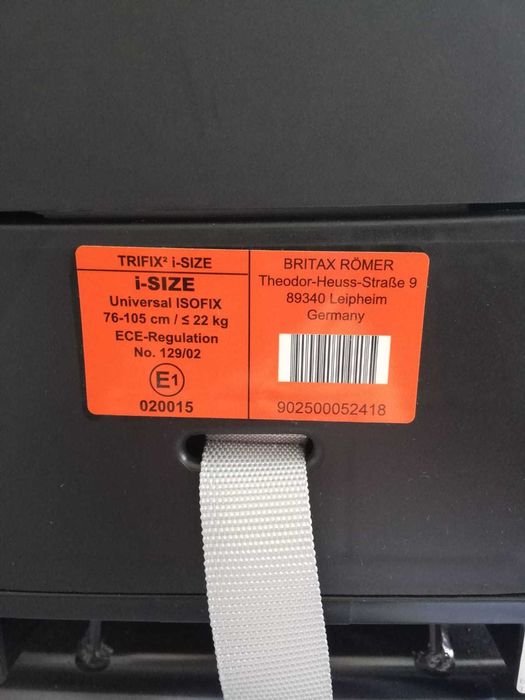 TRIFIX² i-SIZE
i-SIZE
Universal ISOFIX
76-105 cm / ≤ 22 kg
ECE-Regulation
No. 129/02
E1
020015
BRITAX RÖMER
Theodor-Heuss-Straße 9
89340 Leipheim
Germany
902500052418